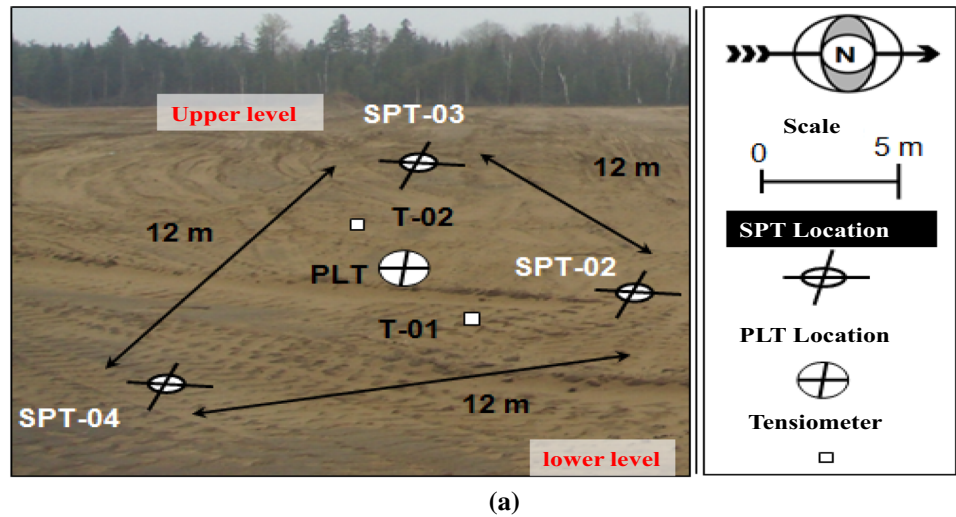 Upper level
SPT-03
12 m
12 m
T-02
PLT
SPT-02
T-01
SPT-04
12 m
lower level
N
Scale
0 5 m
SPT Location
PLT Location
Tensiometer
(a)